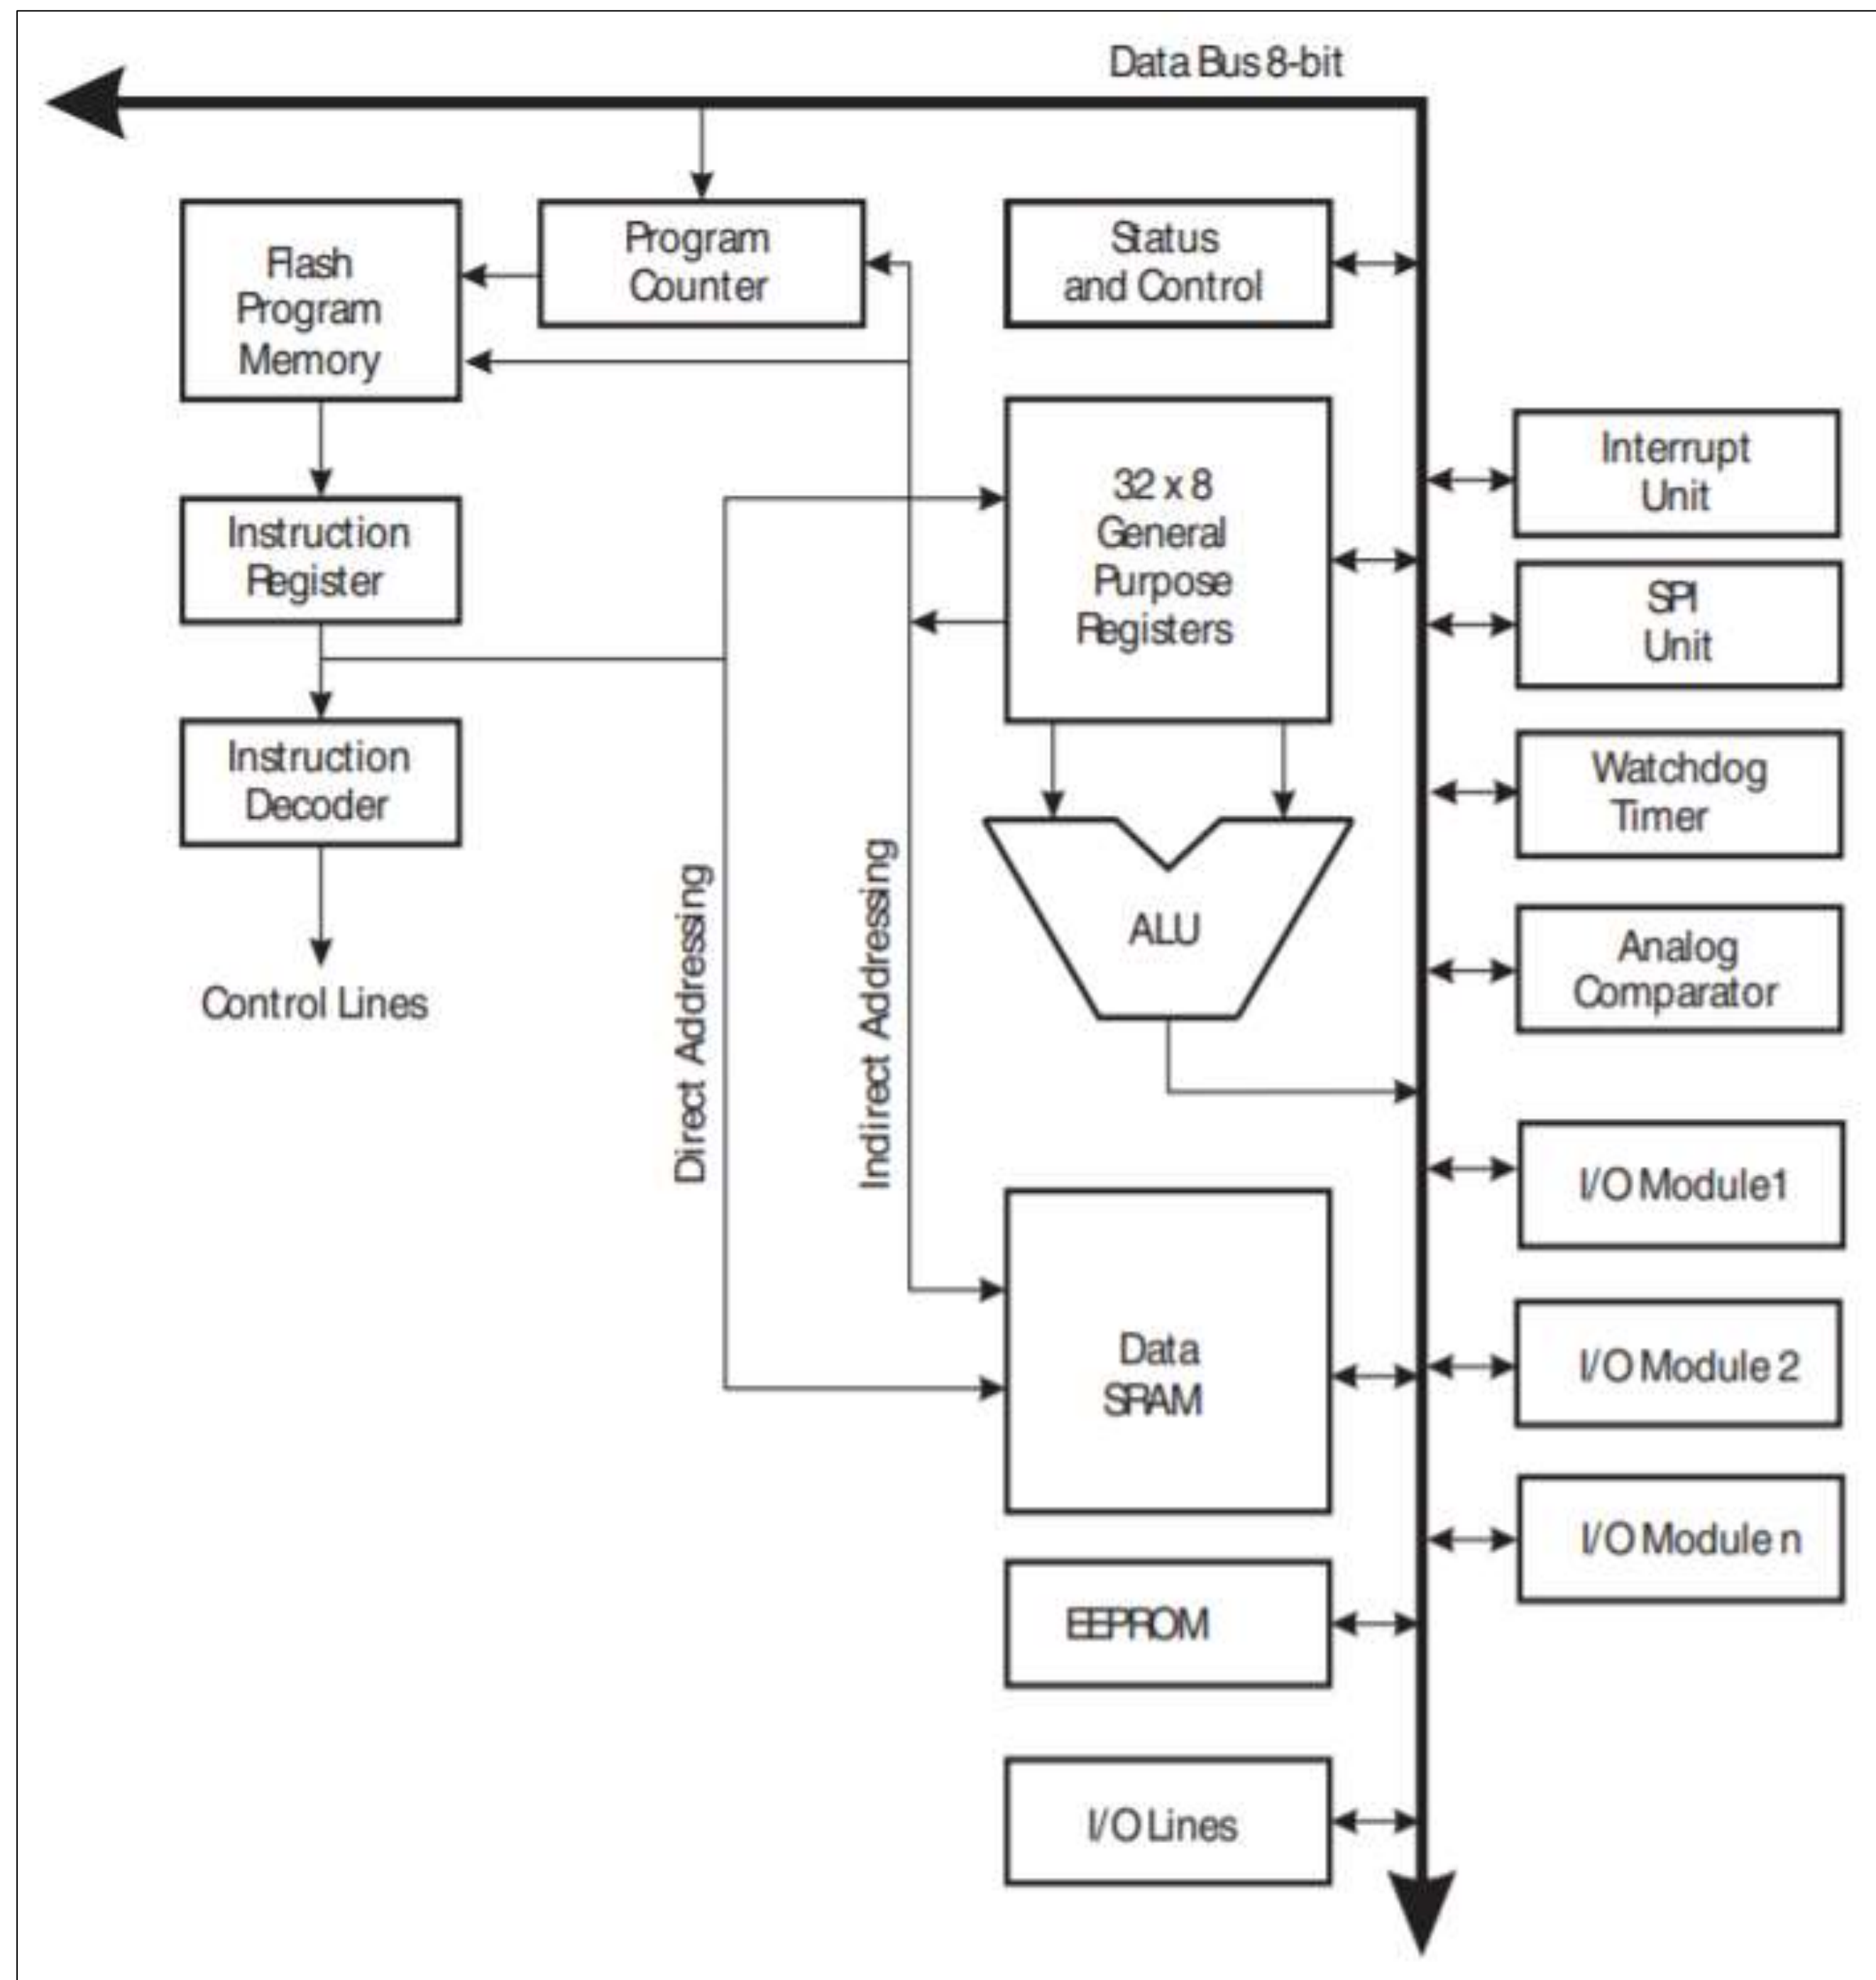 Data Bus 8-bit
Flash
Program
Memory
Program
Counter
Status
and Control
Instruction
Register
32 x 8
General
Purpose
Registers
Interrupt
Unit
SPI
Unit
Instruction
Decoder
Watchdog
Timer
Control Lines
Direct Addressing
Indirect Addressing
ALU
Analog
Comparator
I/O Module1
Data
SRAM
I/O Module 2
I/O Module n
EEPROM
I/O Lines